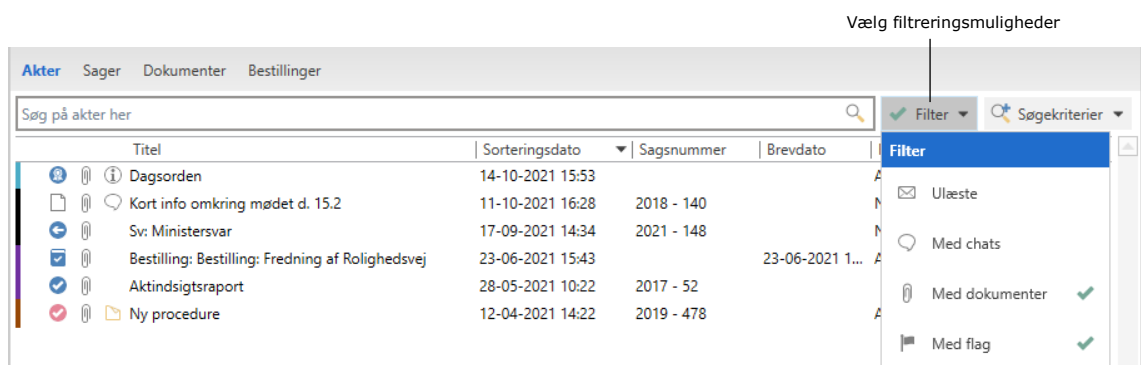 Vælg filtreringsmuligheder
Akter Sager Dokumenter Bestillinger
Søg på akter her Filter Søgekriterier
Titel Sorteringsdato Sagsnummer Brevdato Filter
Dagsorden 14-10-2021 15:53
Ulæste
Kort info omkring mødet d. 15.2 11-10-2021 16:28 2018 - 140
Sv: Ministersvar 17-09-2021 14:34 2021 - 148
Med chats
Bestilling: Bestilling: Fredning af Rolighedsvej 23-06-2021 15:43 23-06-2021 1...
Aktindsigtsraport 28-05-2021 10:22 2017 - 52
Med dokumenter
Ny procedure 12-04-2021 14:22 2019 - 478
Med flag